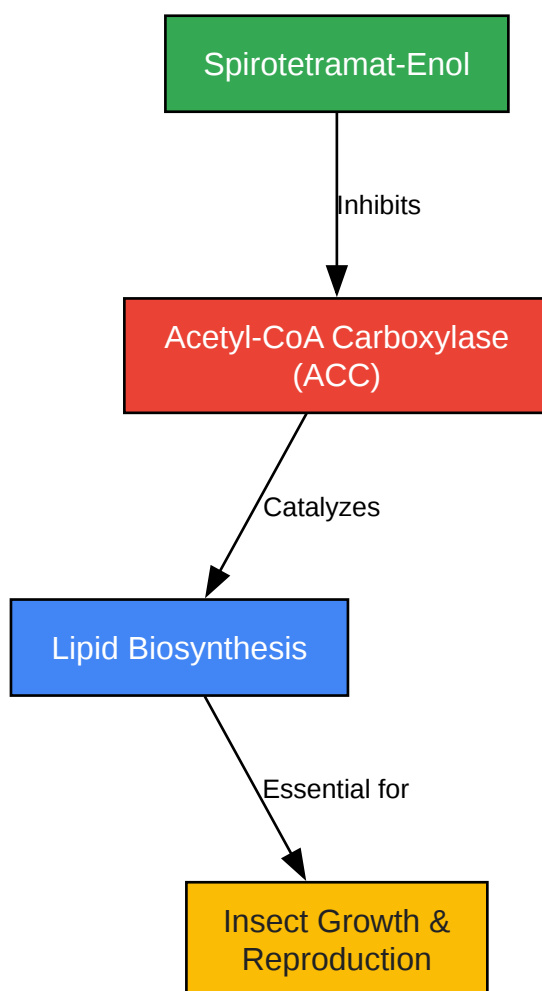 Spirotetramat-Enol
Inhibits
Acetyl-CoA Carboxylase
(ACC)
Catalyzes
Lipid Biosynthesis
Essential for
Insect Growth &
Reproduction